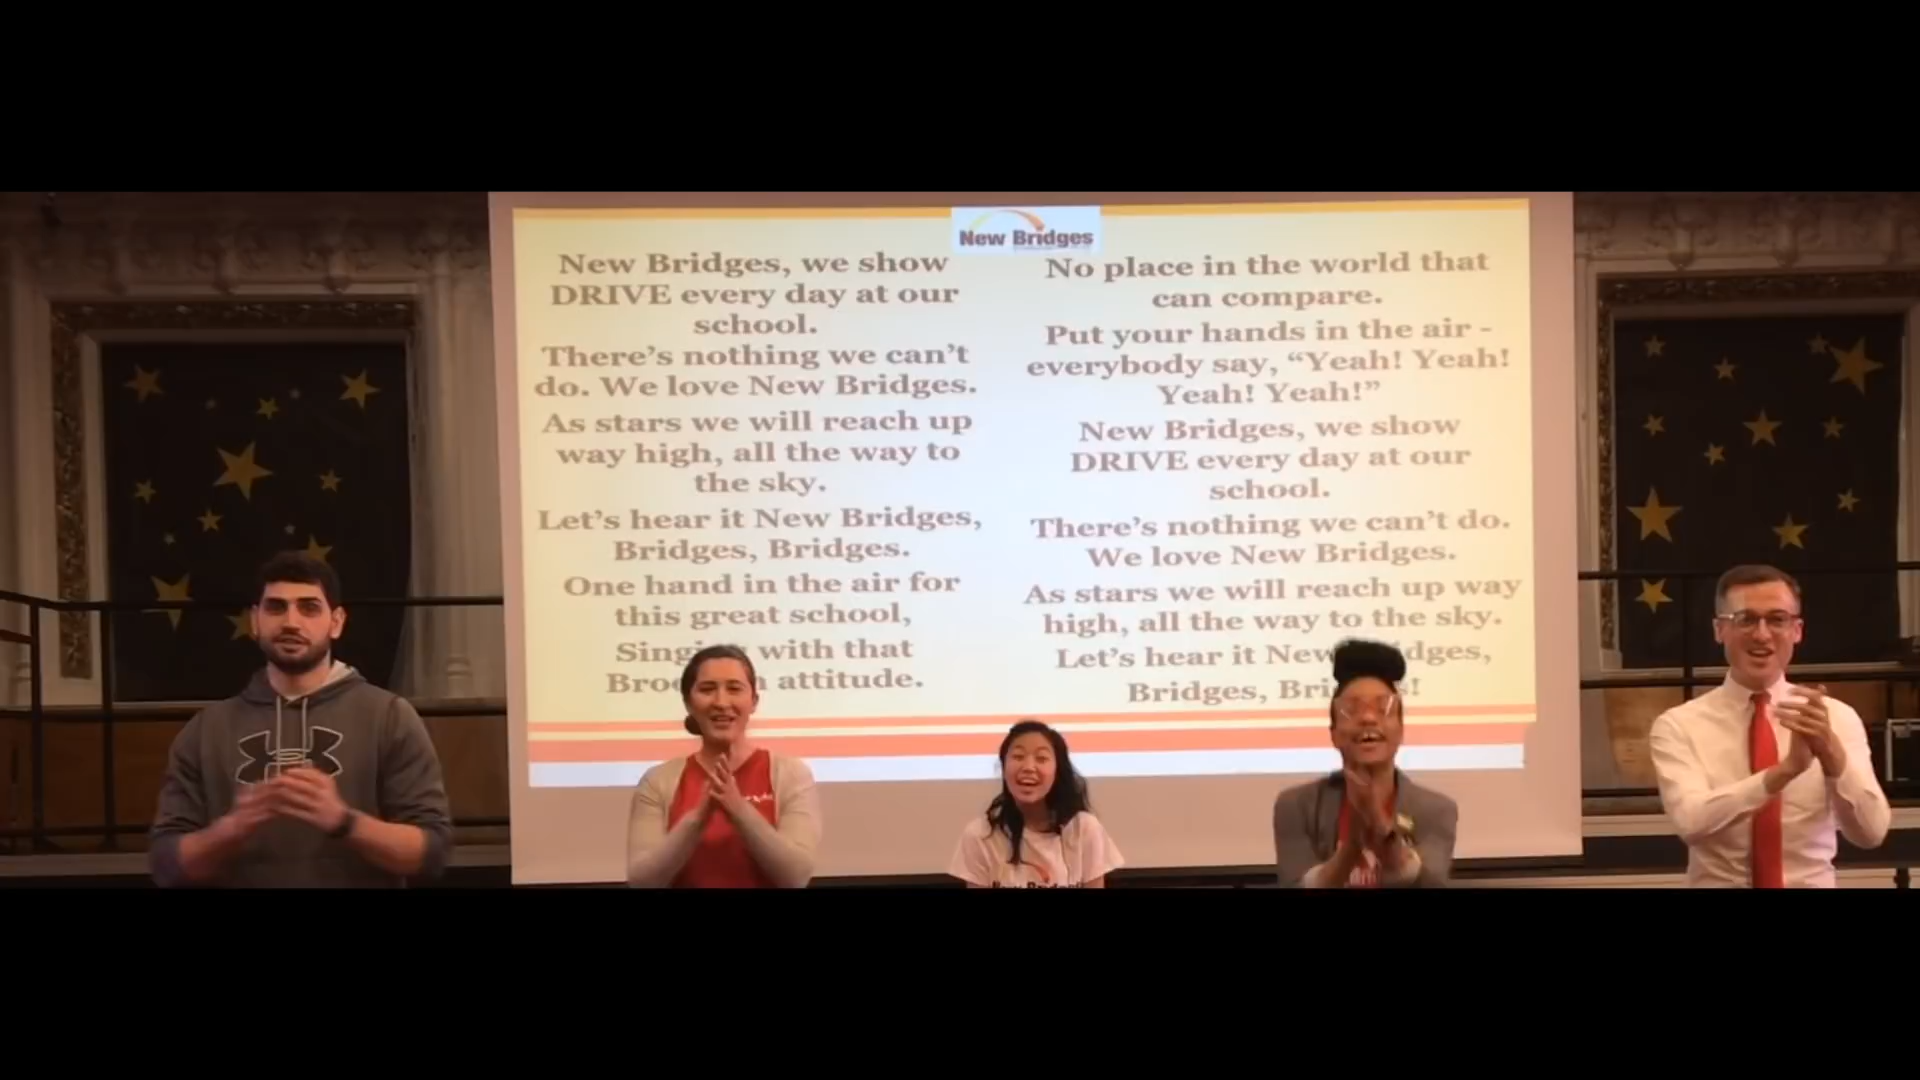 New Bridges
New Bridges, we show
DRIVE every day at our
school.
There's nothing we can't
do. We love New Bridges.
As stars we will reach up
way high, all the way to
the sky.
Let's hear it New Bridges,
Bridges, Bridges.
One hand in the air for
this great school,
with that
attitude.
No place in the world that
can compare.
Put your hands in the air -
everybody say, “Yeah! Yeah!
Yeah! Yeah!”
New Bridges, we show
DRIVE every day at our
school.
There's nothing we can't do.
We love New Bridges.
As stars we will reach up way
high, all the way to the sky.
Let's hear it
Bridges,